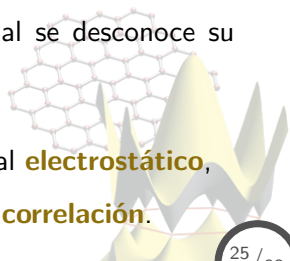 al se desconoce su
al electrostático,
correlación.
25 /